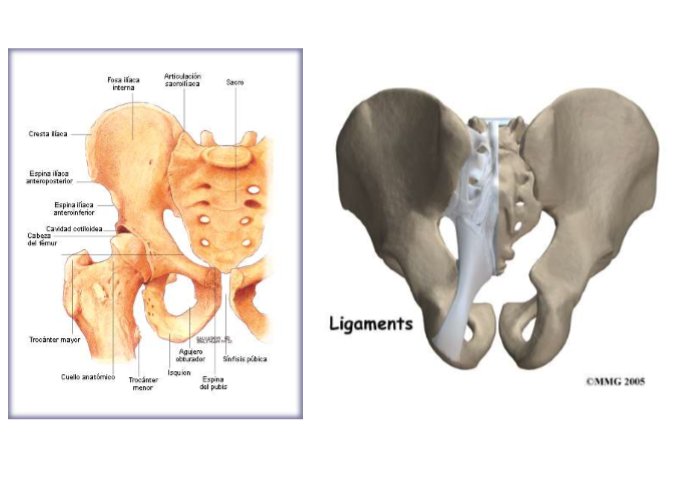 Fosa ilíaca
interna
Articulación
sacroilíaca
Sacro
Cresta ilíaca
Espina ilíaca
anteroposterior
Espina ilíaca
anteroinferior
Cavidad cotiloidea
Cabeza
del fémur
Trocánter mayor
Cuello anatómico
Trocánter
menor
Isquion
Agujero
obturador
Espina
del pubis
Sínfisis púbica
Ligaments
©MMG 2005